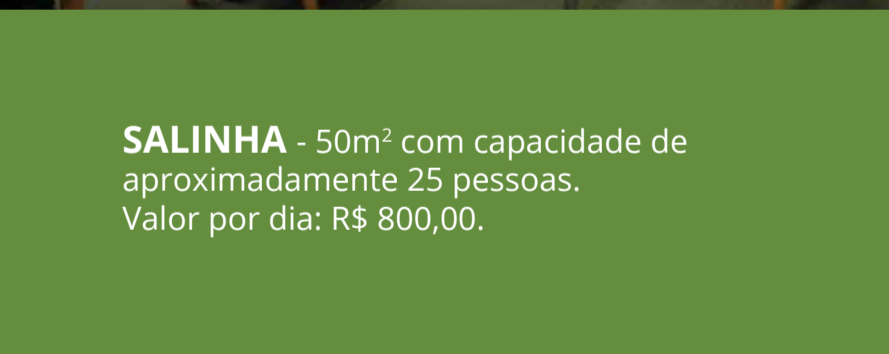 SALINHA - 50m² com capacidade de
aproximadamente 25 pessoas.
Valor por dia: R$ 800,00.